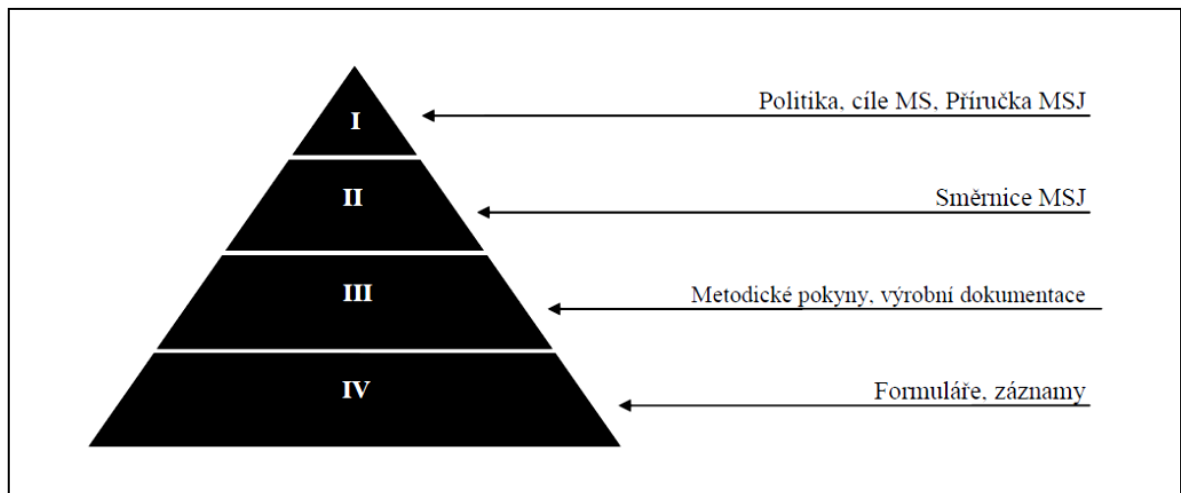 I
Politika, cíle MS, Příručka MSJ
II
Směrnice MSJ
III
Metodické pokyny, výrobní dokumentace
IV
Formuláře, záznamy